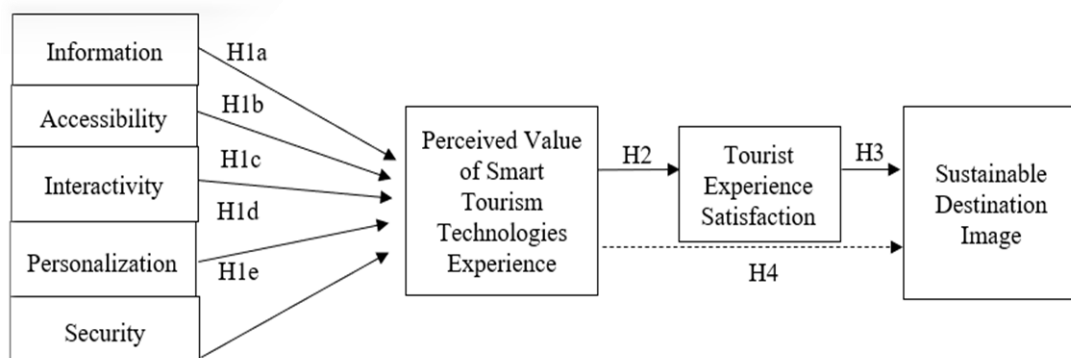 Information
Accessibility
Interactivity
Personalization
Security
H1a
H1b
H1c
H1d
H1e
Perceived Value
of Smart
Tourism
Technologies
Experience
H2
Tourist
Experience
Satisfaction
H3
H4
Sustainable
Destination
Image